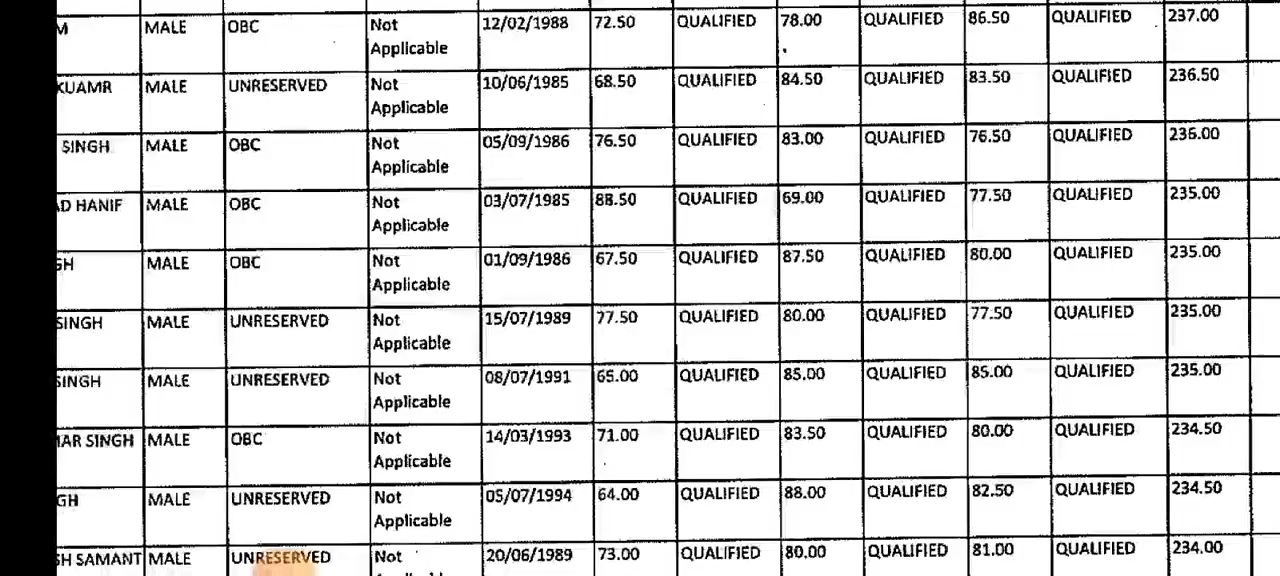 M MALE OBC Not Applicable 12/02/1988 72.50 QUALIFIED 78.00 QUALIFIED 86.50 QUALIFIED 237.00
KUAMR MALE UNRESERVED Not Applicable 10/06/1985 68.50 QUALIFIED 84.50 QUALIFIED 83.50 QUALIFIED 236.50
SINGH MALE OBC Not Applicable 05/09/1986 76.50 QUALIFIED 83.00 QUALIFIED 76.50 QUALIFIED 236.00
AD HANIF MALE OBC Not Applicable 03/07/1985 88.50 QUALIFIED 69.00 QUALIFIED 77.50 QUALIFIED 235.00
GH MALE OBC Not Applicable 01/09/1986 67.50 QUALIFIED 87.50 QUALIFIED 80.00 QUALIFIED 235.00
SINGH MALE UNRESERVED Not Applicable 15/07/1989 77.50 QUALIFIED 80.00 QUALIFIED 77.50 QUALIFIED 235.00
SINGH MALE UNRESERVED Not Applicable 08/07/1991 65.00 QUALIFIED 85.00 QUALIFIED 85.00 QUALIFIED 235.00
MAR SINGH MALE OBC Not Applicable 14/03/1993 71.00 QUALIFIED 83.50 QUALIFIED 80.00 QUALIFIED 234.50
GH MALE UNRESERVED Not Applicable 05/07/1994 64.00 QUALIFIED 88.00 QUALIFIED 82.50 QUALIFIED 234.50
SH SAMANT MALE UNRESERVED Not 20/06/1989 73.00 QUALIFIED 80.00 QUALIFIED 81.00 QUALIFIED 234.00